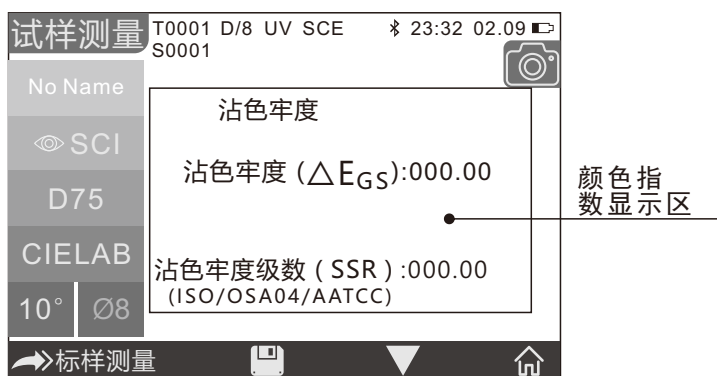 试样测量
T0001 D/8 UV SCE 23:32 02.09
S0001
No Name
SCI
D75
CIELAB
10° Ø8
沾色牢度
沾色牢度 (△EGS):000.00
沾色牢度级数 ( SSR ) :000.00
(ISO/OSA04/AATCC)
颜色指
数显示区
标样测量